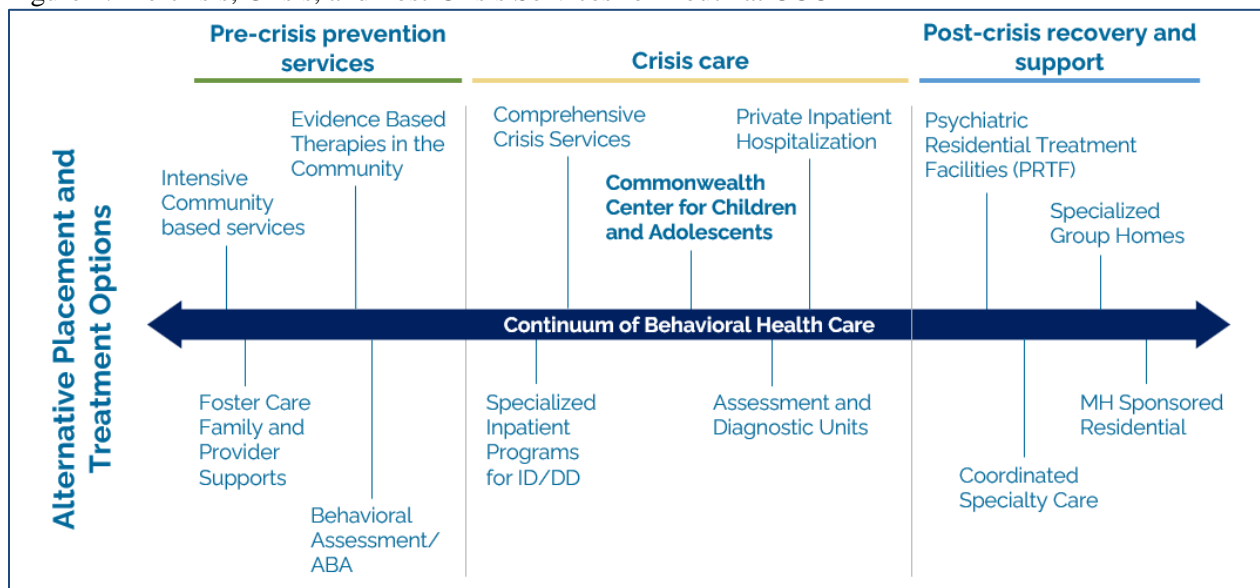 Pre-crisis prevention
services
Crisis care
Post-crisis recovery and
support
Alternative Placement and
Treatment Options
Evidence Based
Therapies in the
Community
Intensive
Community
based services
Comprehensive
Crisis Services
Private Inpatient
Hospitalization
Commonwealth
Center for Children
and Adolescents
Psychiatric
Residential Treatment
Facilities (PRTF)
Specialized
Group Homes
Continuum of Behavioral Health Care
Foster Care
Family and
Provider
Supports
Behavioral
Assessment/
ABA
Specialized
Inpatient
Programs
for ID/DD
Assessment and
Diagnostic Units
Coordinated
Specialty Care
MH Sponsored
Residential